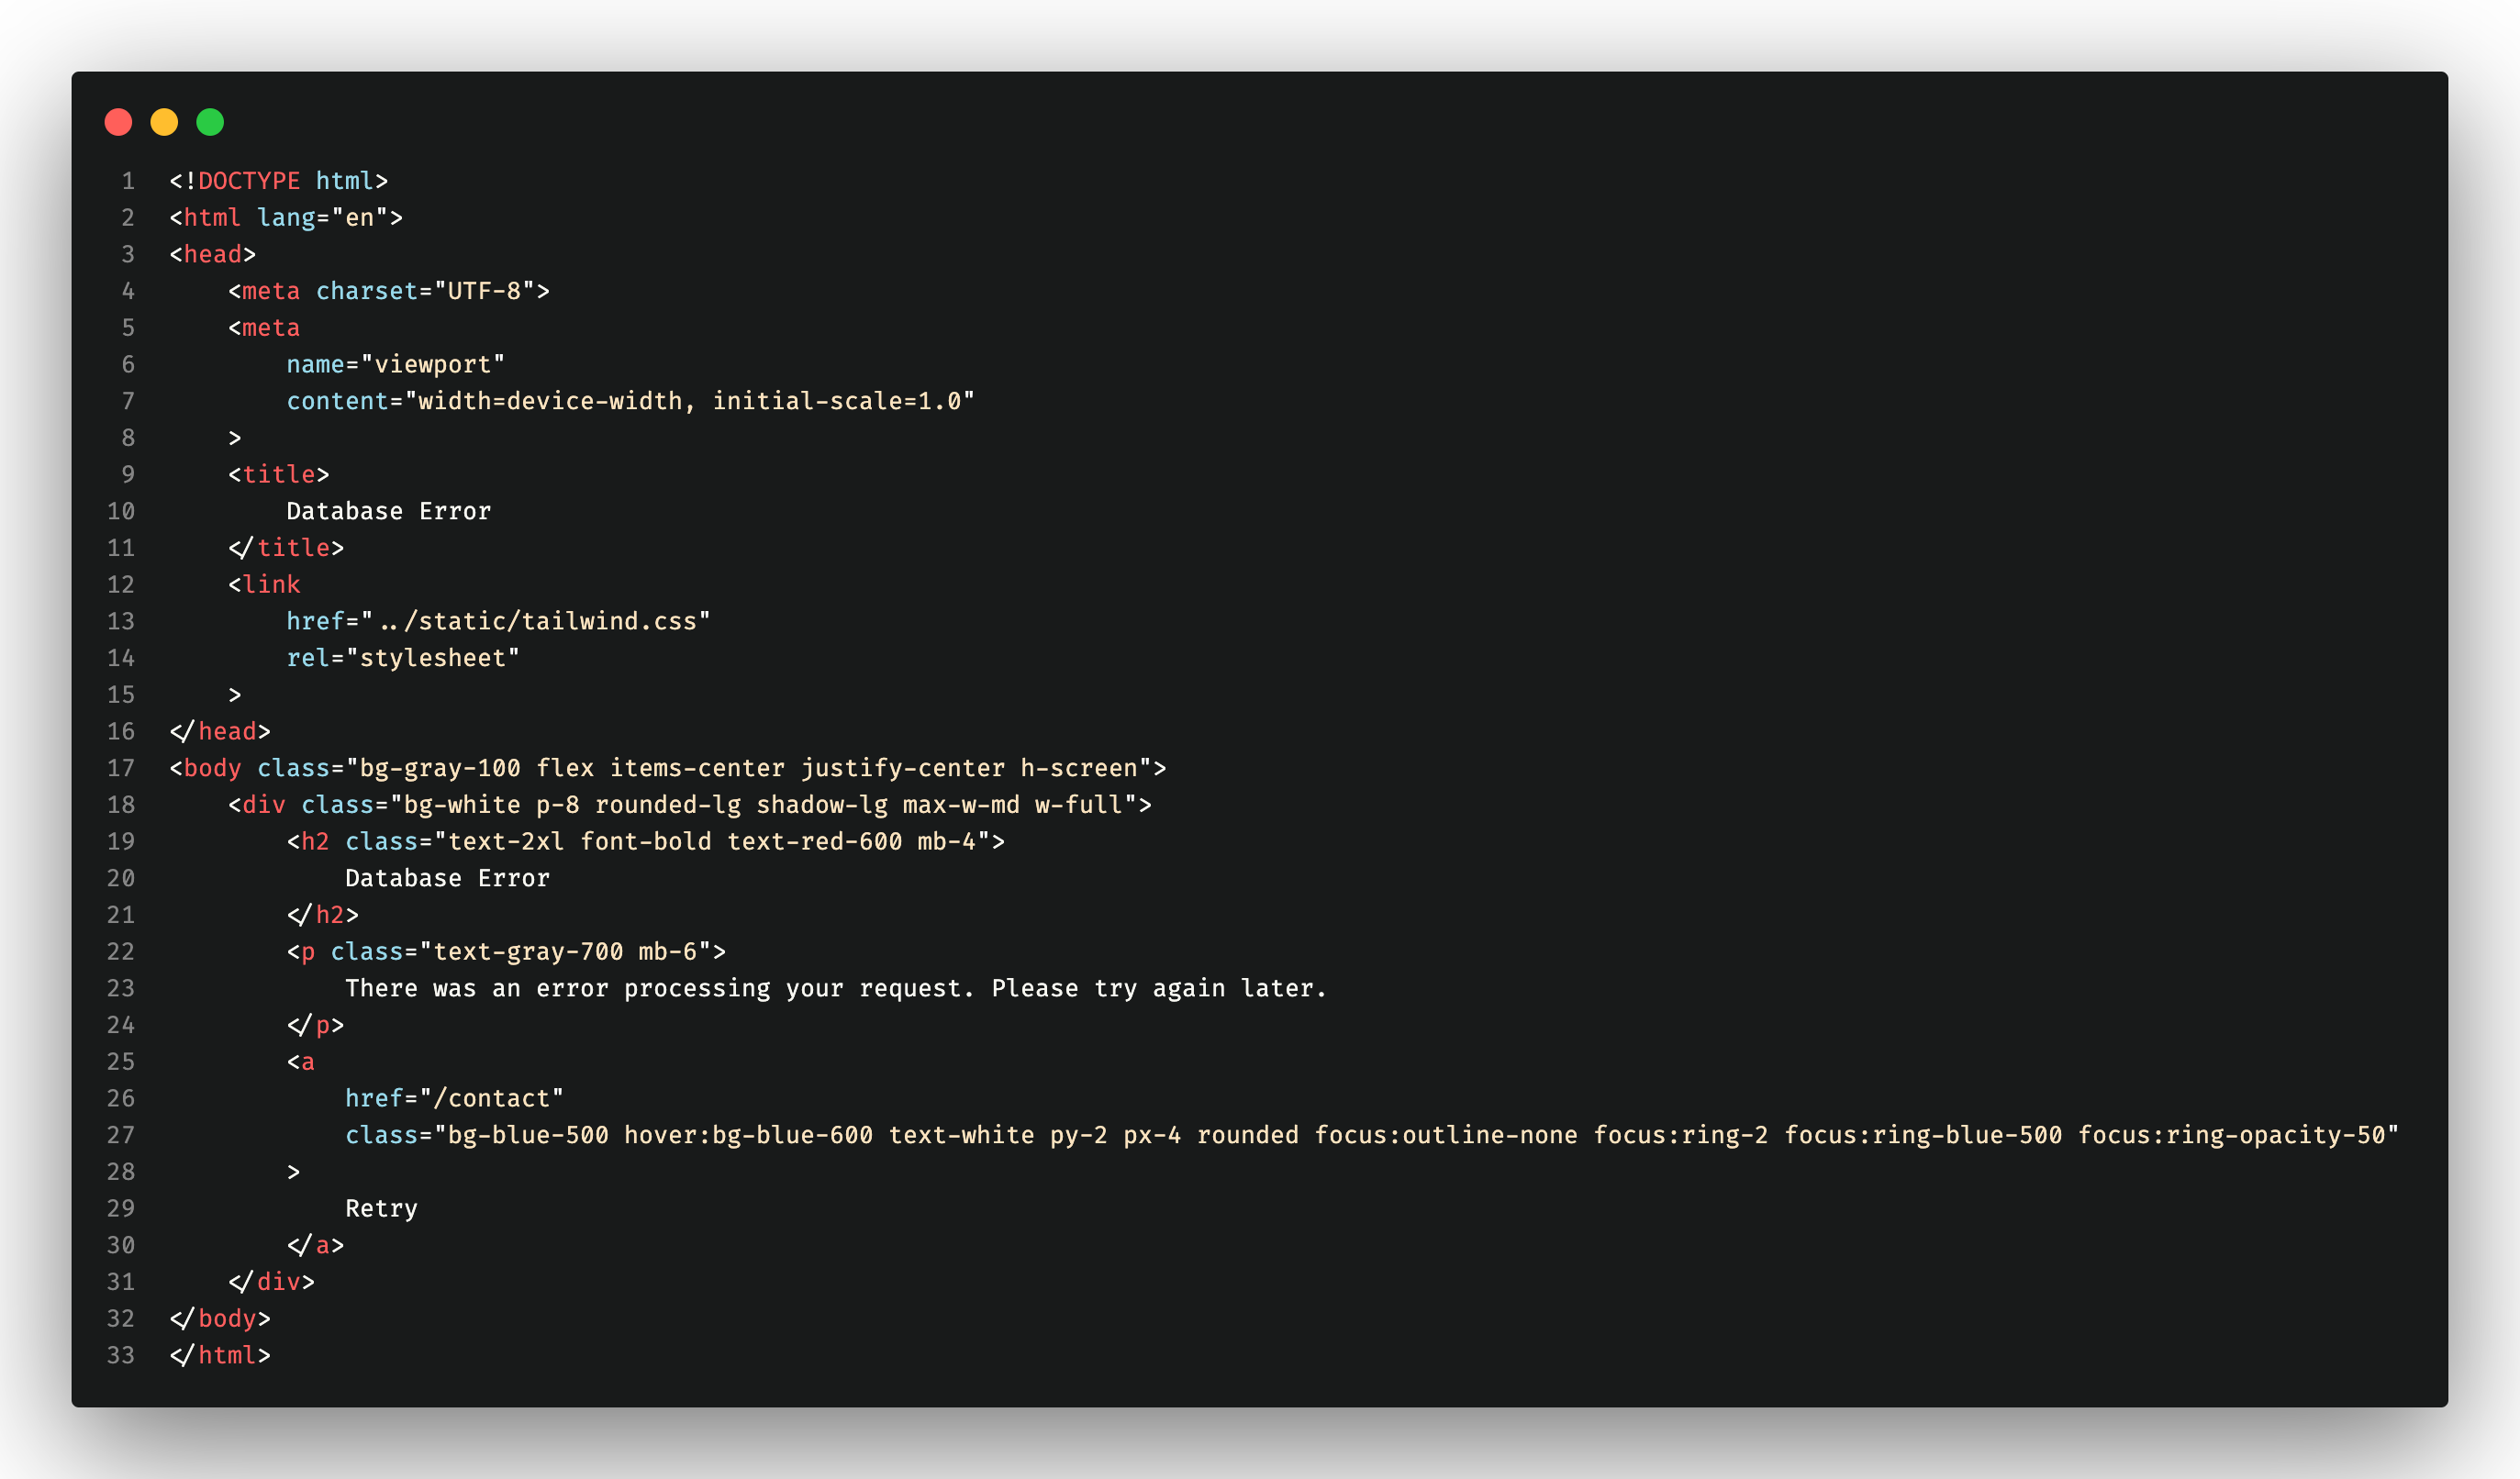 1 <!DOCTYPE html>
2 <html lang="en">
3 <head>
4     <meta charset="UTF-8">
5     <meta
6         name="viewport"
7         content="width=device-width, initial-scale=1.0"
8     >
9     <title>
10         Database Error
11     </title>
12     <link
13         href="../static/tailwind.css"
14         rel="stylesheet"
15     >
16 </head>
17 <body class="bg-gray-100 flex items-center justify-center h-screen">
18     <div class="bg-white p-8 rounded-lg shadow-lg max-w-md w-full">
19         <h2 class="text-2xl font-bold text-red-600 mb-4">
20             Database Error
21         </h2>
22         <p class="text-gray-700 mb-6">
23             There was an error processing your request. Please try again later.
24         </p>
25         <a
26             href="/contact"
27             class="bg-blue-500 hover:bg-blue-600 text-white py-2 px-4 rounded focus:outline-none focus:ring-2 focus:ring-blue-500 focus:ring-opacity-50"
28         >
29             Retry
30         </a>
31     </div>
32 </body>
33 </html>